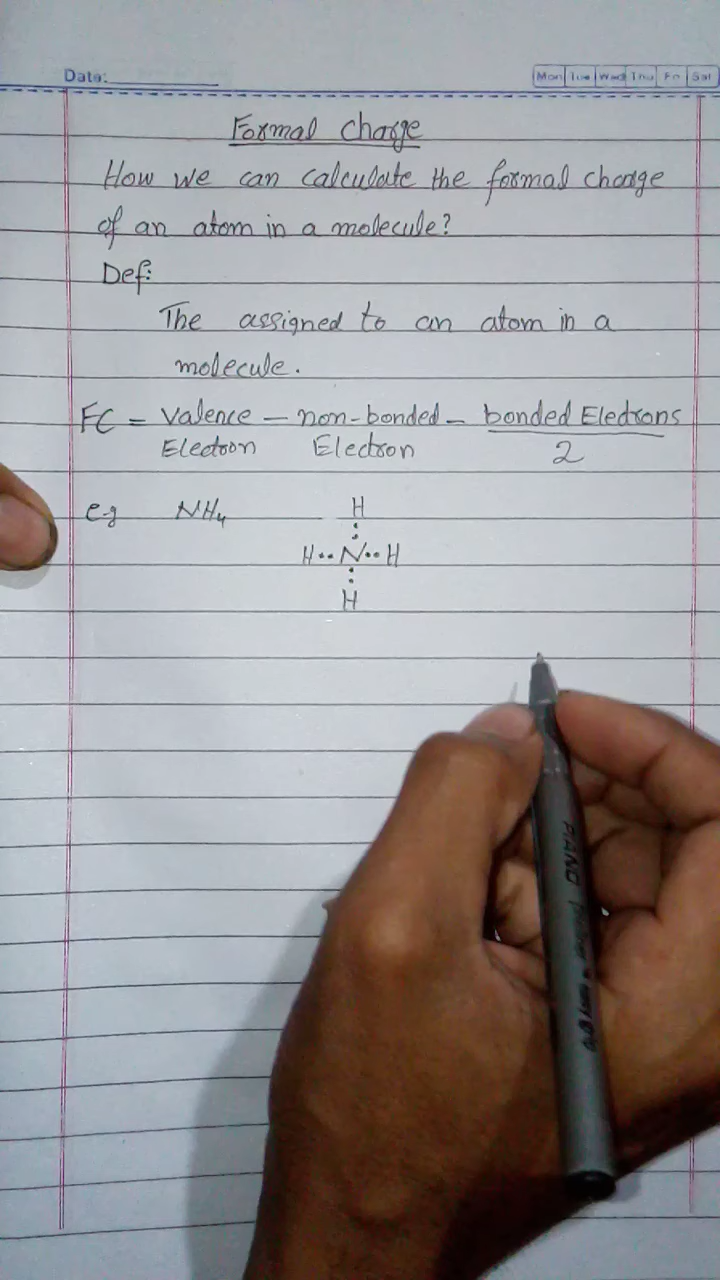 Date:
Mon Tue Wed Thu Fri Sat
Formal charge
How we can calculate the formal charge
of an atom in a molecule?
Def:
The assigned to an atom in a
molecule.
FC = Valence - non-bonded - bonded Electrons
Electron Electron 2
eg NH4 H
H··N··H
H
PIANO